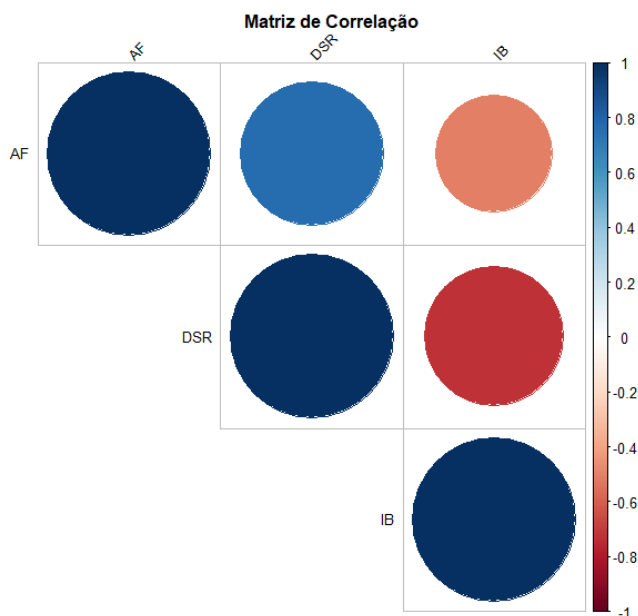 Matriz de Correlação
AF
DSR
IB
AF
DSR
IB
1
0.8
0.6
0.4
0.2
0
-0.2
-0.4
-0.6
-0.8
-1